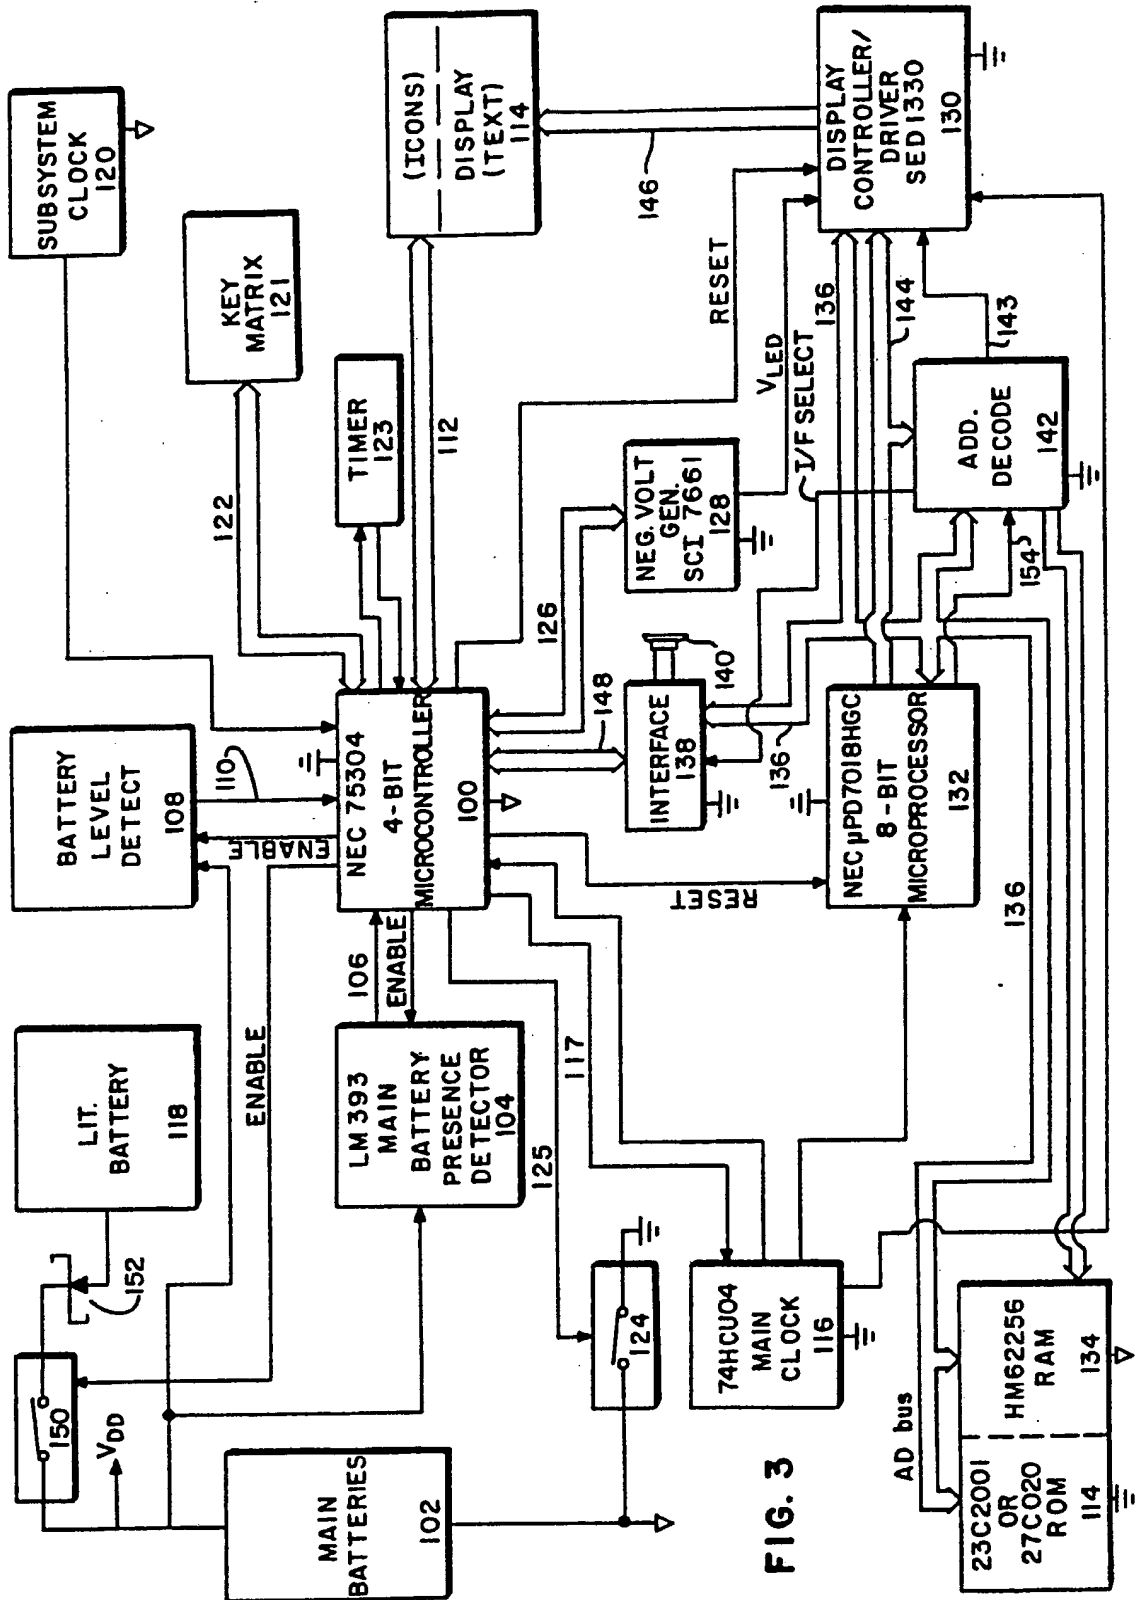 SUBSYSTEM
CLOCK
120
KEY
MATRIX
121
122
(ICONS)
DISPLAY
(TEXT)
114
TIMER
123
112
146
DISPLAY
CONTROLLER/
DRIVER
SED1330
130
RESET
VLED
I/F SELECT
136
144
143
ADD.
DECODE
142
154
NEG. VOLT
GEN.
SCI 7661
128
126
148
140
INTERFACE
138
136
NEC µPD7018HGC
8-BIT
MICROPROCESSOR
132
136
BATTERY
LEVEL
DETECT
108
110
ENABLE
NEC 75304
4-BIT
MICROCONTROLLER
100
RESET
106
ENABLE
LM393
MAIN
BATTERY
PRESENCE
DETECTOR
104
117
125
ENABLE
LIT.
BATTERY
118
152
150
VDD
MAIN
BATTERIES
102
124
74HCU04
MAIN
CLOCK
116
AD bus
HM62256
RAM
134
23C2001
OR
27C020
ROM
114
FIG. 3